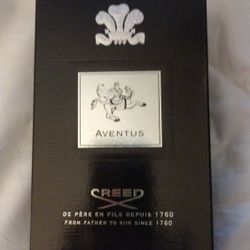 AVENTUS
CREED
DE PÈRE EN FILS DEPUIS 1760
FROM FATHER TO SON SINCE 1760